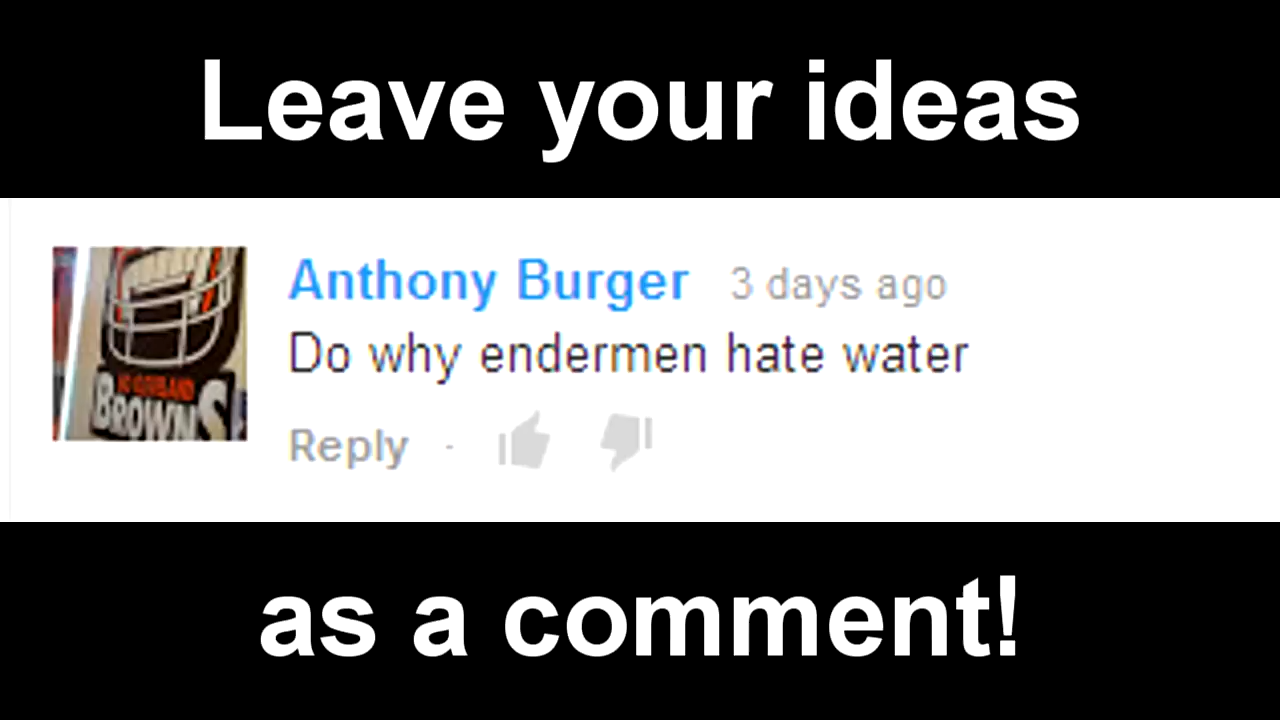 Leave your ideas
Anthony Burger 3 days ago
Do why endermen hate water
Reply ·
BROWNS
as a comment!